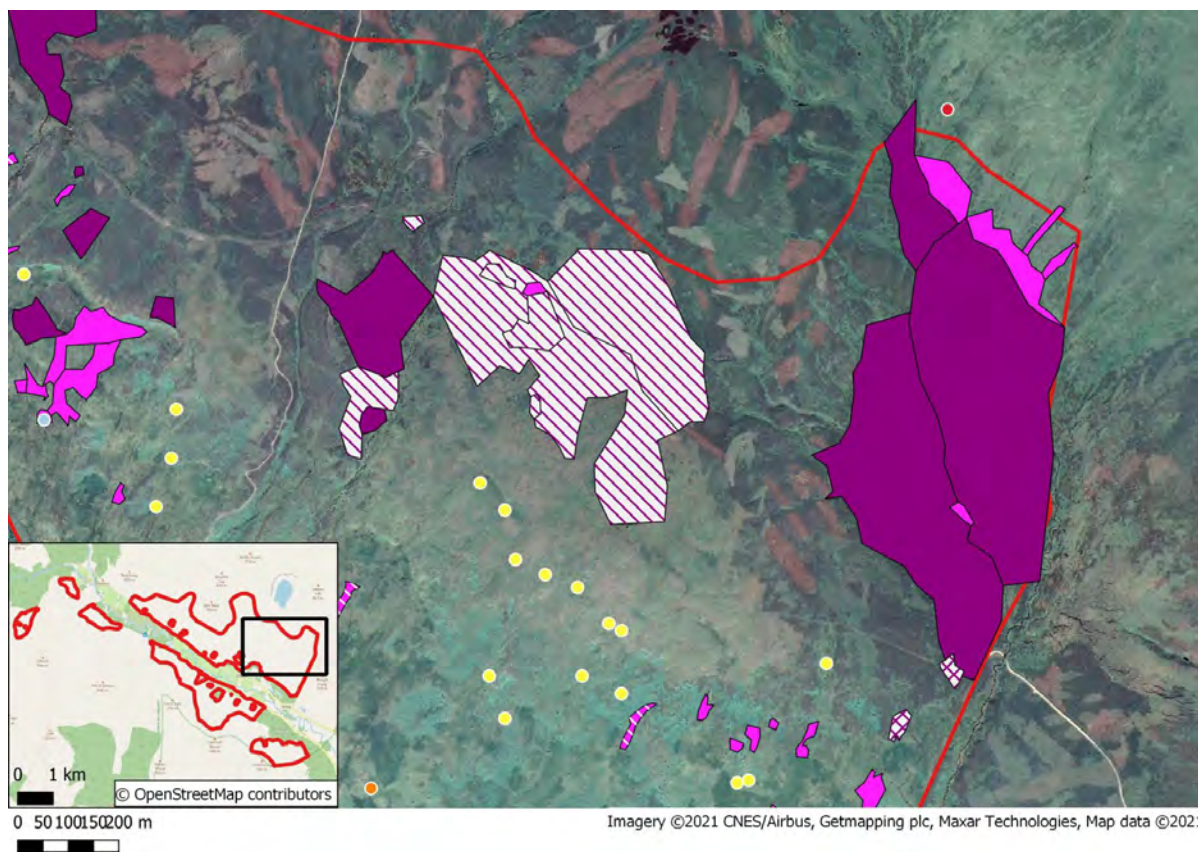 0 1 km
© OpenStreetMap contributors
0 50100150200 m
Imagery ©2021 CNES/Airbus, Getmapping plc, Maxar Technologies, Map data ©2021